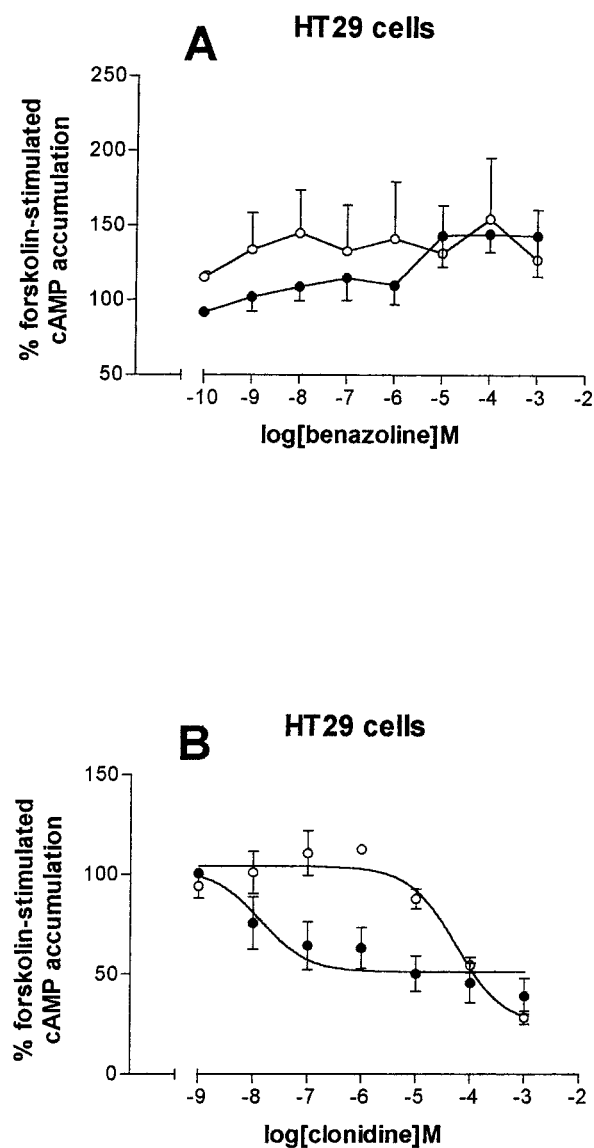 A
HT29 cells
% forskolin-stimulated
cAMP accumulation
250
200
150
100
50
-10 -9 -8 -7 -6 -5 -4 -3 -2
log[benazoline]M
B
HT29 cells
% forskolin-stimulated
cAMP accumulation
150
100
50
0
-9 -8 -7 -6 -5 -4 -3 -2
log[clonidine]M